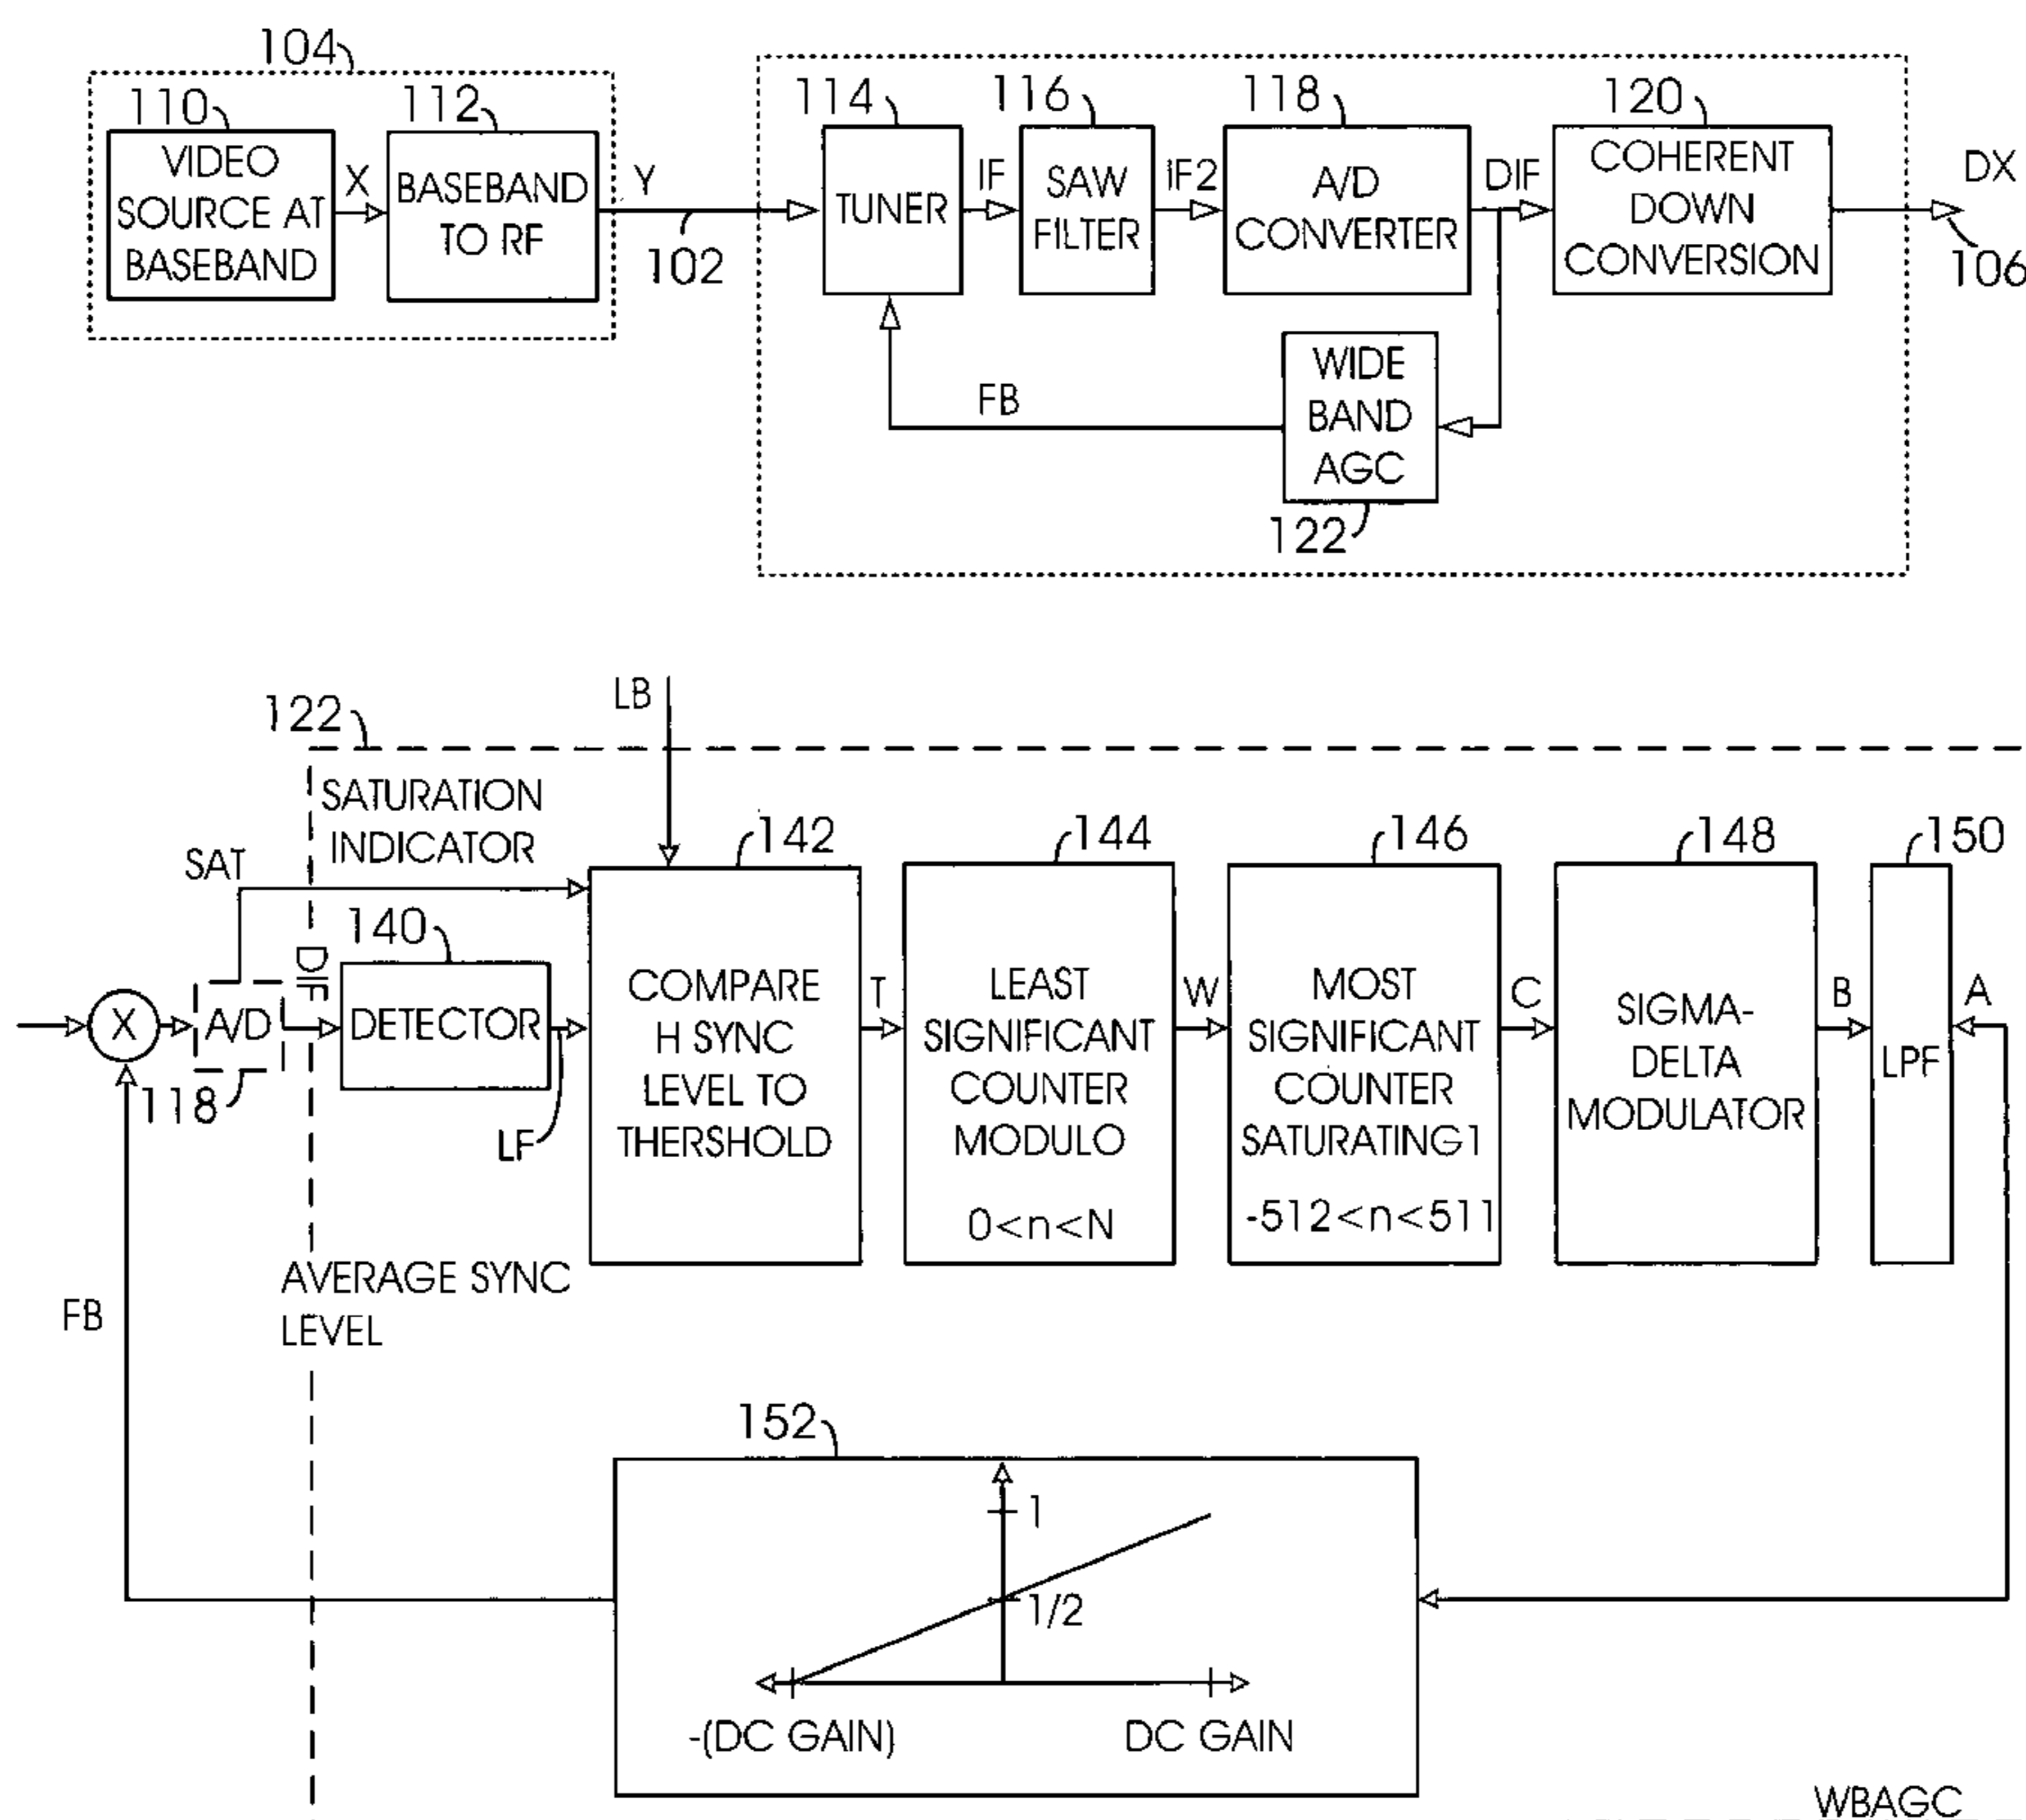 104
110
112
VIDEO
SOURCE AT
BASEBAND
X
BASEBAND
TO RF
Y
102
114
116
118
120
TUNER
IF
SAW
FILTER
IF2
A/D
CONVERTER
DIF
COHERENT
DOWN
CONVERSION
DX
106
FB
WIDE
BAND
AGC
122
122
LB
SATURATION
INDICATOR
SAT
142
144
146
148
150
140
DIF
X
A/D
118
DETECTOR
LF
COMPARE
H SYNC
LEVEL TO
THERSHOLD
T
LEAST
SIGNIFICANT
COUNTER
MODULO
0<n<N
W
MOST
SIGNIFICANT
COUNTER
SATURATING1
-512<n<511
C
SIGMA-
DELTA
MODULATOR
B
LPF
A
AVERAGE SYNC
LEVEL
FB
152
1
1/2
-(DC GAIN)
DC GAIN
WBAGC